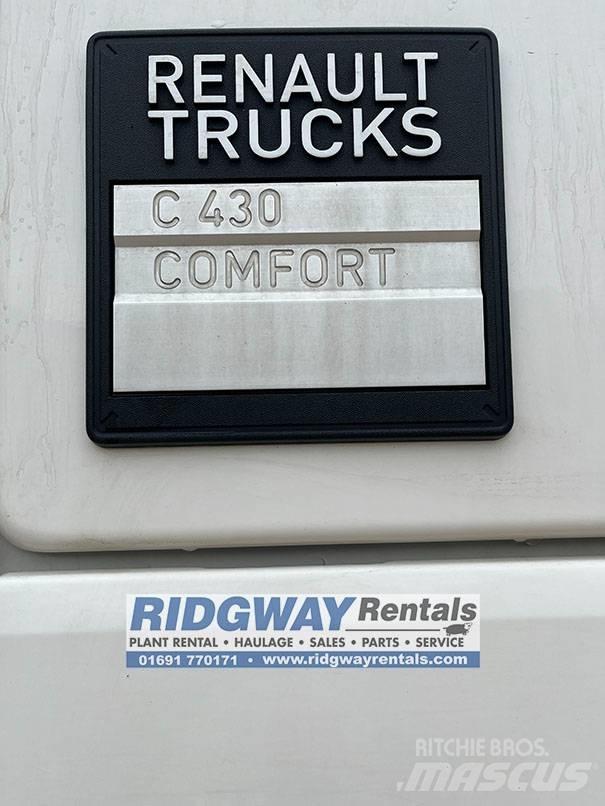 RENAULT
TRUCKS
C 430
COMFORT
RIDGWAY Rentals
PLANT RENTAL • HAULAGE • SALES • PARTS • SERVICE
01691 770171 • www.ridgwayrentals.com
RITCHIE BROS.
MASCUS